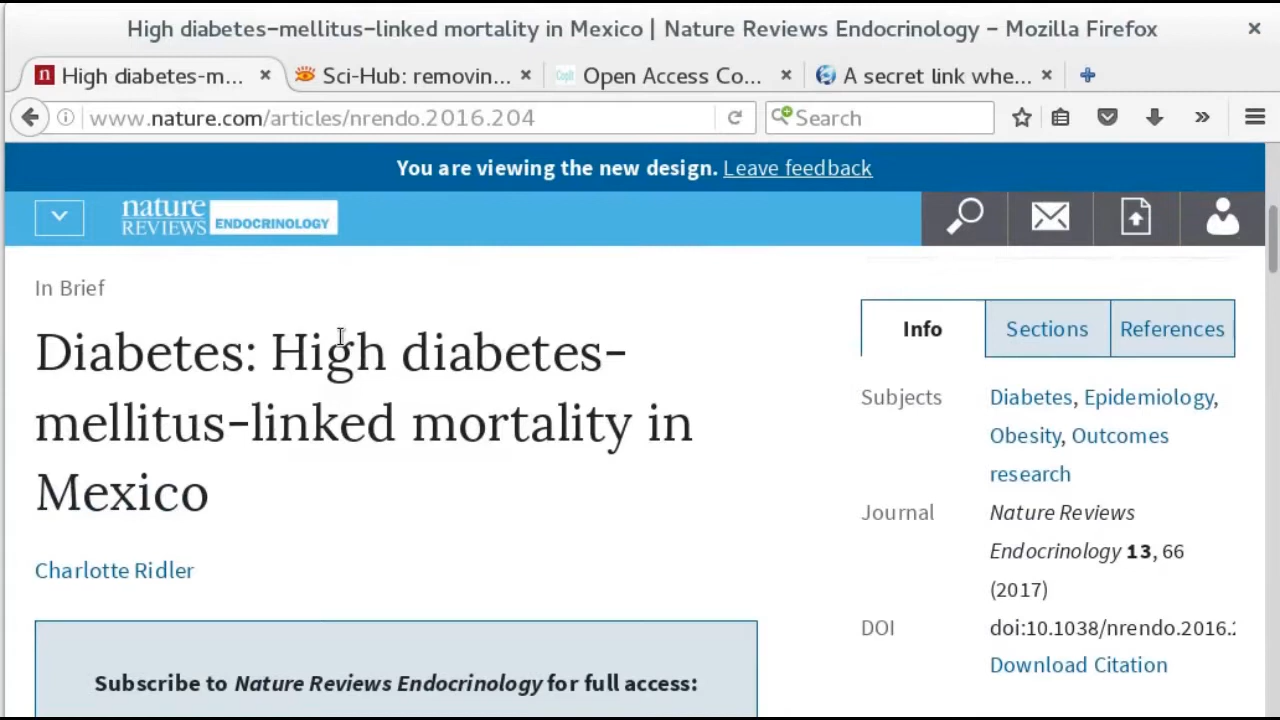 High diabetes-mellitus-linked mortality in Mexico | Nature Reviews Endocrinology - Mozilla Firefox
High diabetes-m...
Sci-Hub: removin...
Open Access Co...
A secret link whe...
www.nature.com/articles/nrendo.2016.204
Search
You are viewing the new design. Leave feedback
nature
REVIEWS ENDOCRINOLOGY
In Brief
Diabetes: High diabetes-
mellitus-linked mortality in
Mexico
Charlotte Ridler
Subscribe to Nature Reviews Endocrinology for full access:
Info
Sections
References
Subjects
Diabetes, Epidemiology,
Obesity, Outcomes
research
Journal
Nature Reviews
Endocrinology 13, 66
(2017)
DOI
doi:10.1038/nrendo.2016.
Download Citation